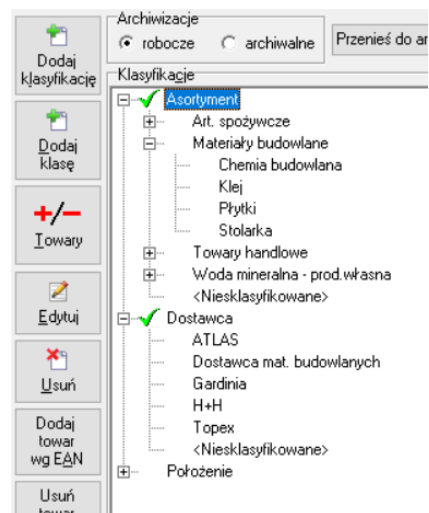 Dodaj
klasyfikację
Dodaj
klasę
+/−
Towary
Edytuj
Usuń
Dodaj
towar
wg EAN
Usuń
towar
Archiwizacje
robocze archiwalne Przenieś do ar
Klasyfikacje
Asortyment
Art. spożywcze
Materiały budowlane
Chemia budowlana
Klej
Płytki
Stolarka
Towary handlowe
Woda mineralna - prod.własna
<Niesklasyfikowane>
Dostawca
ATLAS
Dostawca mat. budowlanych
Gardinia
H+H
Topex
<Niesklasyfikowane>
Położenie